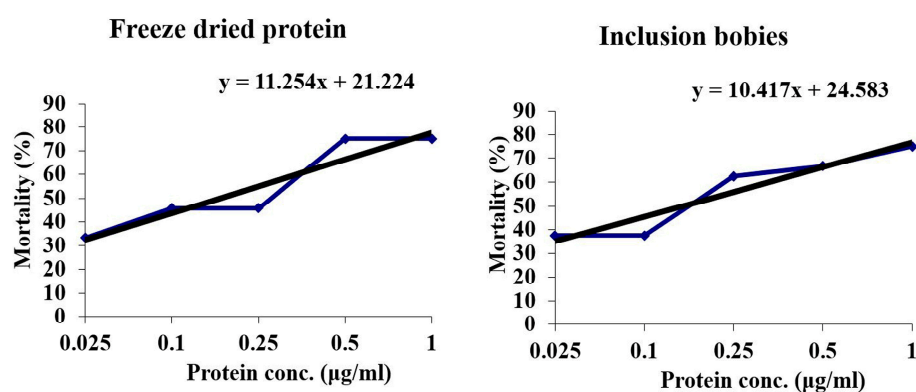 Freeze dried protein
y = 11.254x + 21.224
Mortality (%)
90
80
70
60
50
40
30
20
10
0
0.025 0.1 0.25 0.5 1
Protein conc. (µg/ml)
Inclusion bobies
y = 10.417x + 24.583
Mortality (%)
90
80
70
60
50
40
30
20
10
0
0.025 0.1 0.25 0.5 1
Protein conc. (µg/ml)